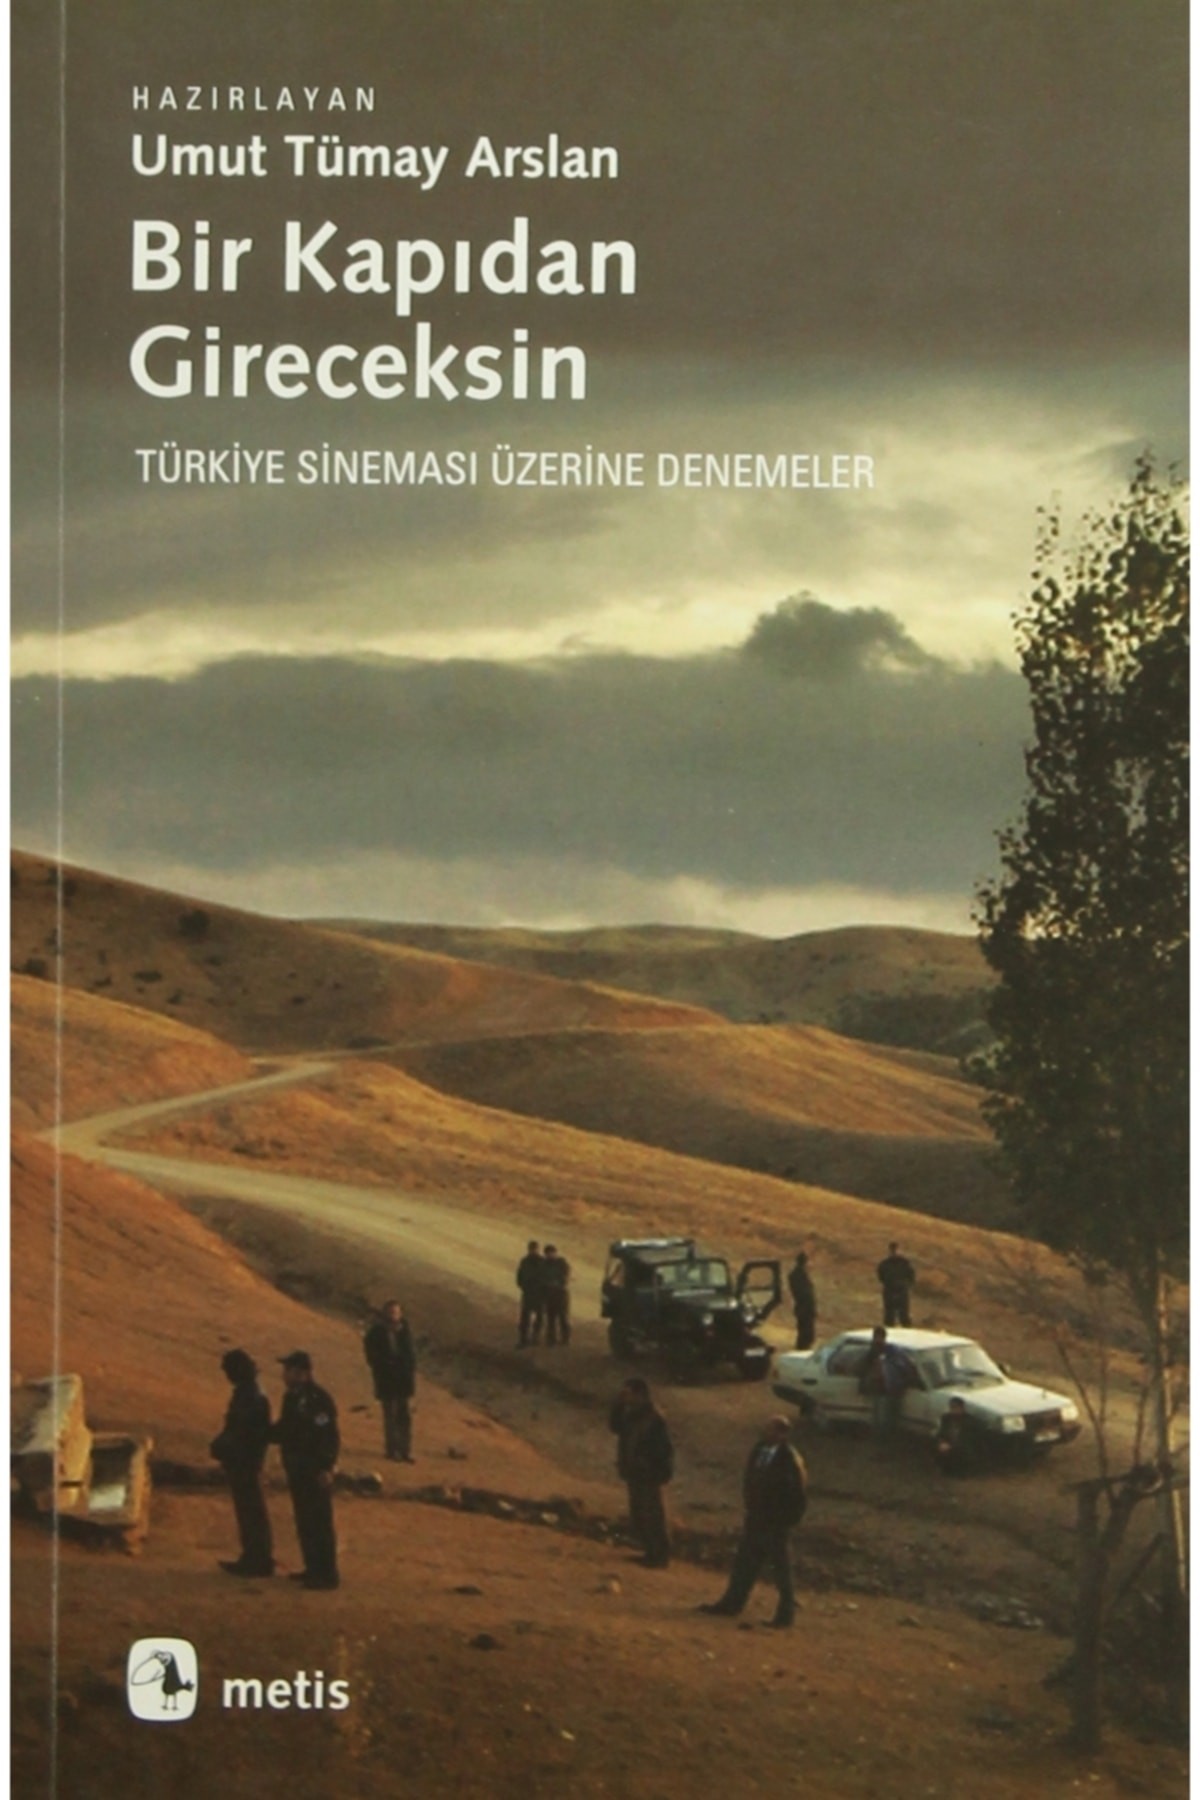 HAZIRLAYAN
Umut Tümay Arslan
Bir Kapıdan
Gireceksin
TÜRKİYE SİNEMASI ÜZERİNE DENEMELER
metis